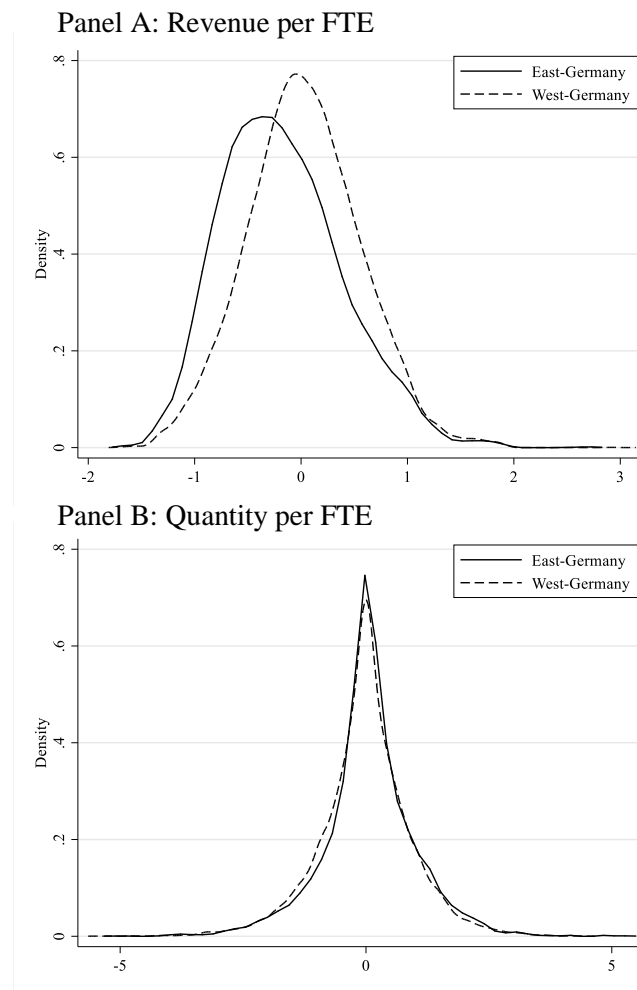 Panel A: Revenue per FTE
.8
East-Germany
West-Germany
.6
Density
.4
.2
0
-2 -1 0 1 2 3
Panel B: Quantity per FTE
.8
East-Germany
West-Germany
.6
Density
.4
.2
0
-5 0 5